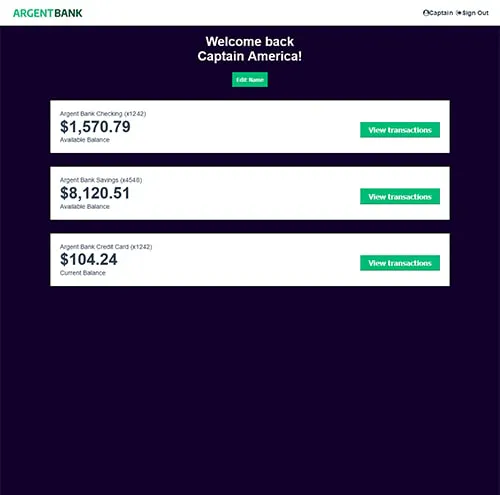 ARGENTBANK
Captain Sign Out
Welcome back
Captain America!
Edit Name
Argent Bank Checking (x1242)
$1,570.79
Available Balance
View transactions
Argent Bank Savings (x4546)
$8,120.51
Available Balance
View transactions
Argent Bank Credit Card (x1242)
$104.24
Current Balance
View transactions